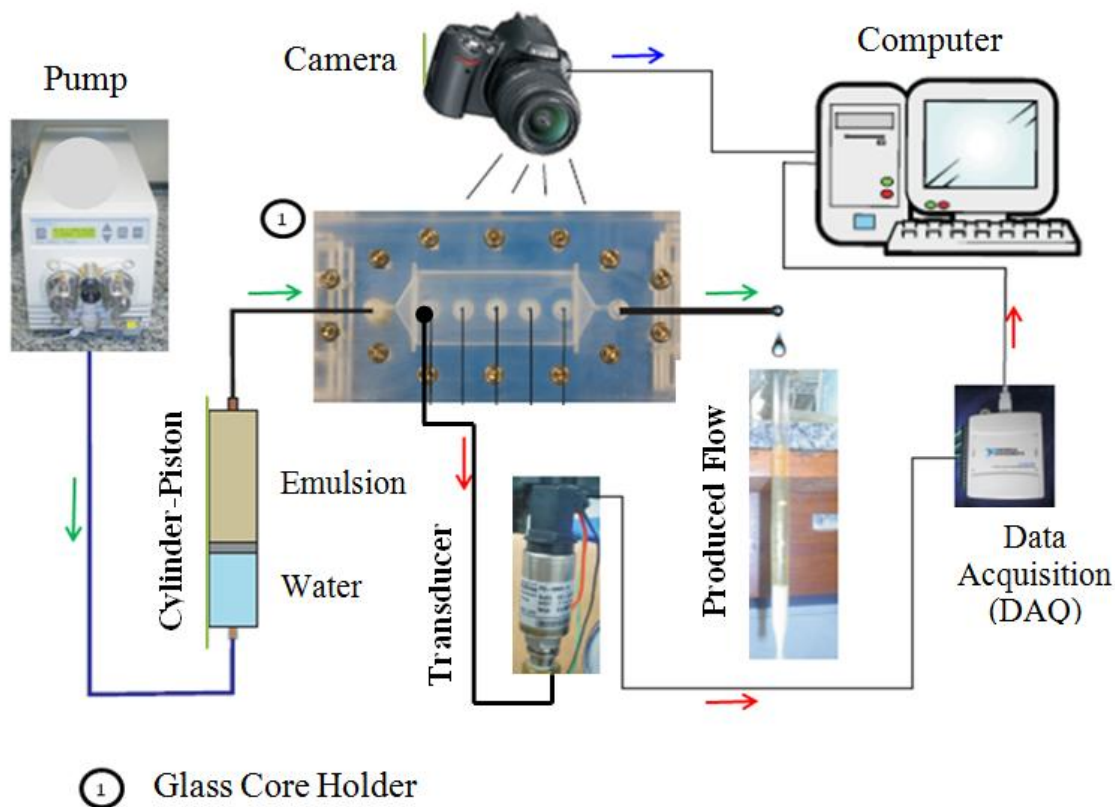 Camera
Computer
Pump
1
Cylinder-Piston
Emulsion
Water
Transducer
Produced Flow
Data
Acquisition
(DAQ)
1 Glass Core Holder